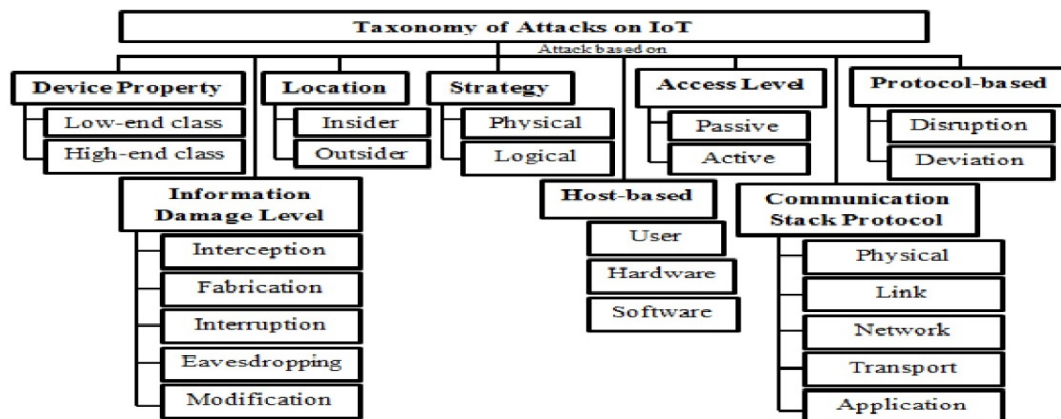 Taxonomy of Attacks on IoT
Attack based on
Device Property
Low-end class
High-end class
Location
Insider
Outsider
Strategy
Physical
Logical
Access Level
Passive
Active
Protocol-based
Disruption
Deviation
Information
Damage Level
Interception
Fabrication
Interruption
Eavesdropping
Modification
Host-based
User
Hardware
Software
Communication
Stack Protocol
Physical
Link
Network
Transport
Application